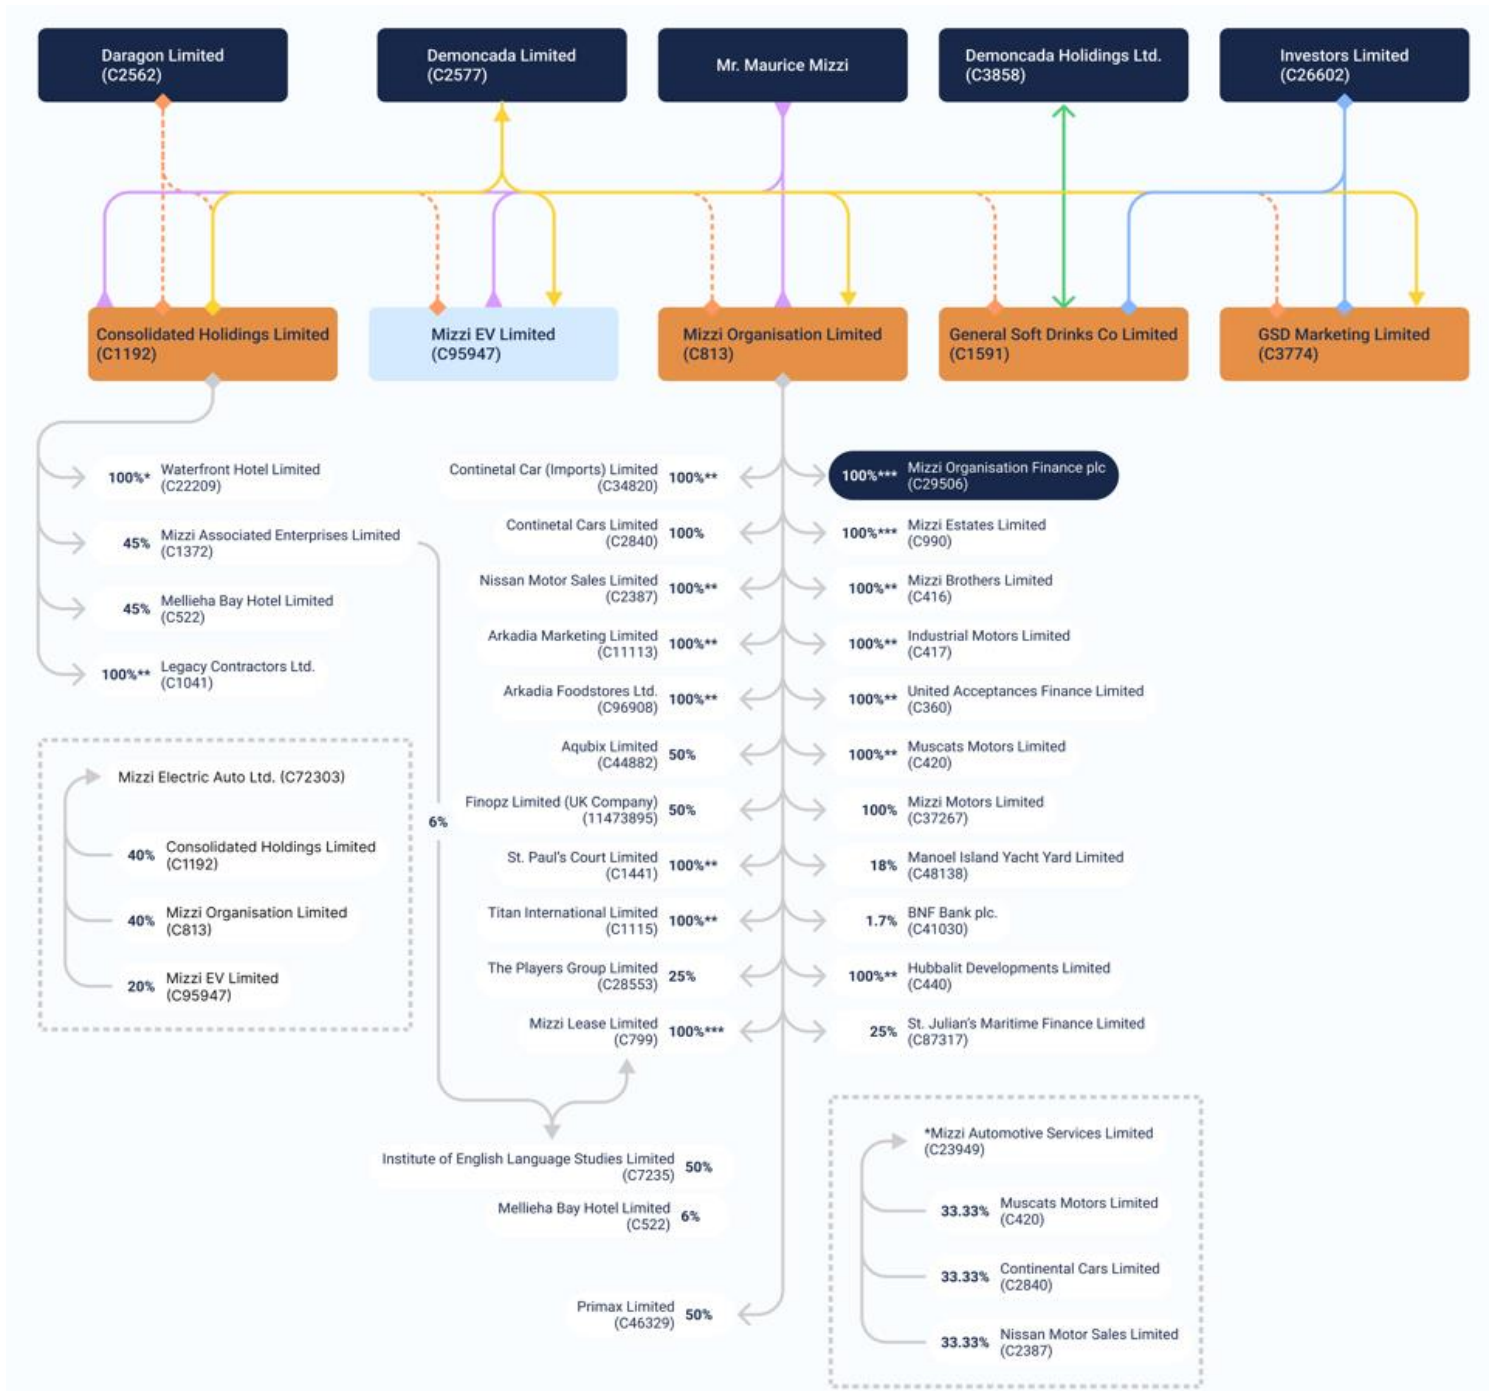 Daragon Limited
(C2562)
Demoncada Limited
(C2577)
Mr. Maurice Mizzi
Demoncada Holidings Ltd.
(C3858)
Investors Limited
(C26602)
Consolidated Holidings Limited
(C1192)
Mizzi EV Limited
(C95947)
Mizzi Organisation Limited
(C813)
General Soft Drinks Co Limited
(C1591)
GSD Marketing Limited
(C3774)
100%* Waterfront Hotel Limited
(C22209)
45% Mizzi Associated Enterprises Limited
(C1372)
45% Mellieha Bay Hotel Limited
(C522)
100%** Legacy Contractors Ltd.
(C1041)
Mizzi Electric Auto Ltd. (C72303)
40% Consolidated Holdings Limited
(C1192)
40% Mizzi Organisation Limited
(C813)
20% Mizzi EV Limited
(C95947)
6%
Continetal Car (Imports) Limited 100%**
(C34820)
Continetal Cars Limited 100%
(C2840)
Nissan Motor Sales Limited 100%**
(C2387)
Arkadia Marketing Limited 100%**
(C11113)
Arkadia Foodstores Ltd. 100%**
(C96908)
Aqubix Limited 50%
(C44882)
Finopz Limited (UK Company) 50%
(11473895)
St. Paul's Court Limited 100%**
(C1441)
Titan International Limited 100%**
(C1115)
The Players Group Limited 25%
(C28553)
Mizzi Lease Limited 100%***
(C799)
Institute of English Language Studies Limited 50%
(C7235)
Mellieha Bay Hotel Limited 6%
(C522)
Primax Limited 50%
(C46329)
100%*** Mizzi Organisation Finance plc
(C29506)
100%*** Mizzi Estates Limited
(C990)
100%** Mizzi Brothers Limited
(C416)
100%** Industrial Motors Limited
(C417)
100%** United Acceptances Finance Limited
(C360)
100%** Muscats Motors Limited
(C420)
100% Mizzi Motors Limited
(C37267)
18% Manoel Island Yacht Yard Limited
(C48138)
1.7% BNF Bank plc.
(C41030)
100%** Hubbalit Developments Limited
(C440)
25% St. Julian's Maritime Finance Limited
(C87317)
*Mizzi Automotive Services Limited
(C23949)
33.33% Muscats Motors Limited
(C420)
33.33% Continental Cars Limited
(C2840)
33.33% Nissan Motor Sales Limited
(C2387)